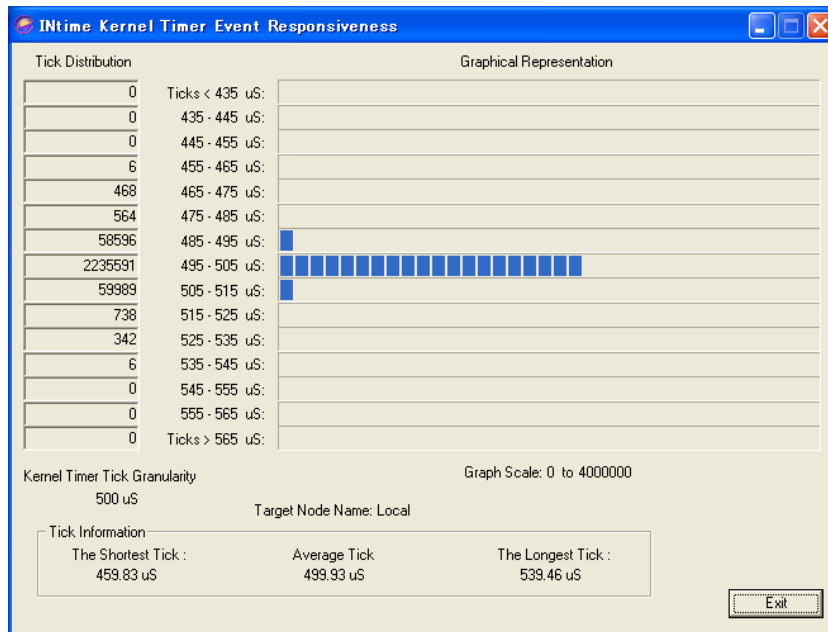 INtime Kernel Timer Event Responsiveness
Tick Distribution Graphical Representation
0 Ticks < 435 uS:
0 435 - 445 uS:
0 445 - 455 uS:
6 455 - 465 uS:
468 465 - 475 uS:
564 475 - 485 uS:
58596 485 - 495 uS:
2235591 495 - 505 uS:
59989 505 - 515 uS:
738 515 - 525 uS:
342 525 - 535 uS:
6 535 - 545 uS:
0 545 - 555 uS:
0 555 - 565 uS:
0 Ticks > 565 uS:
Kernel Timer Tick Granularity Graph Scale: 0 to 4000000
500 uS
Target Node Name: Local
Tick Information
The Shortest Tick : Average Tick The Longest Tick :
459.83 uS 499.93 uS 539.46 uS
Exit